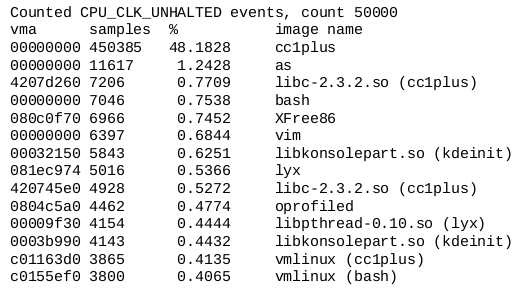 Counted CPU_CLK_UNHALTED events, count 50000
vma      samples  %           image name
00000000 450385   48.1828     cc1plus
00000000 11617     1.2428     as
4207d260 7206      0.7709     libc-2.3.2.so (cc1plus)
00000000 7046      0.7538     bash
080c0f70 6966      0.7452     XFree86
00000000 6397      0.6844     vim
00032150 5843      0.6251     libkonsolepart.so (kdeinit)
081ec974 5016      0.5366     lyx
420745e0 4928      0.5272     libc-2.3.2.so (cc1plus)
0804c5a0 4462      0.4774     oprofiled
00009f30 4154      0.4444     libpthread-0.10.so (lyx)
0003b990 4143      0.4432     libkonsolepart.so (kdeinit)
c01163d0 3865      0.4135     vmlinux (cc1plus)
c0155ef0 3800      0.4065     vmlinux (bash)